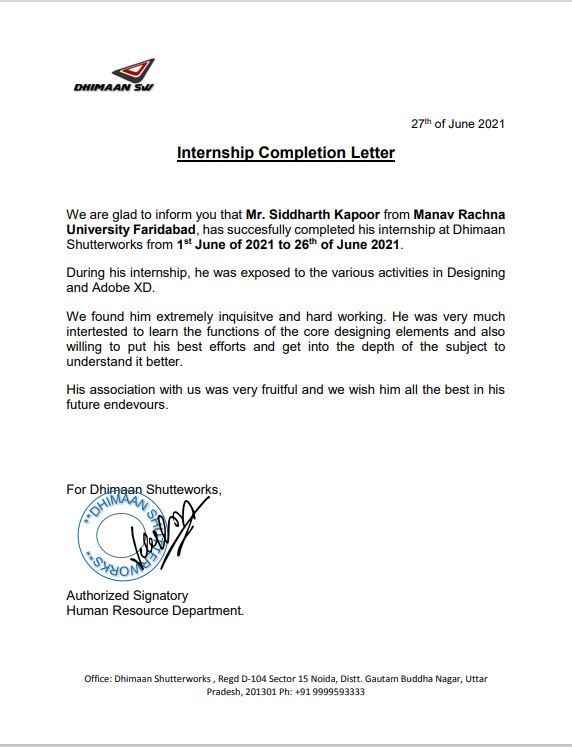 DHIMAAN SW
27th of June 2021
Internship Completion Letter
We are glad to inform you that Mr. Siddharth Kapoor from Manav Rachna
University Faridabad, has succesfully completed his internship at Dhimaan
Shutterworks from 1st June of 2021 to 26th of June 2021.
During his internship, he was exposed to the various activities in Designing
and Adobe XD.
We found him extremely inquisitve and hard working. He was very much
intertested to learn the functions of the core designing elements and also
willing to put his best efforts and get into the depth of the subject to
understand it better.
His association with us was very fruitful and we wish him all the best in his
future endevours.
For Dhimaan Shutteworks,
**DHIMAAN SHUTTERWORKS**
Authorized Signatory
Human Resource Department.
Office: Dhimaan Shutterworks , Regd D-104 Sector 15 Noida, Distt. Gautam Buddha Nagar, Uttar
Pradesh, 201301 Ph: +91 9999593333